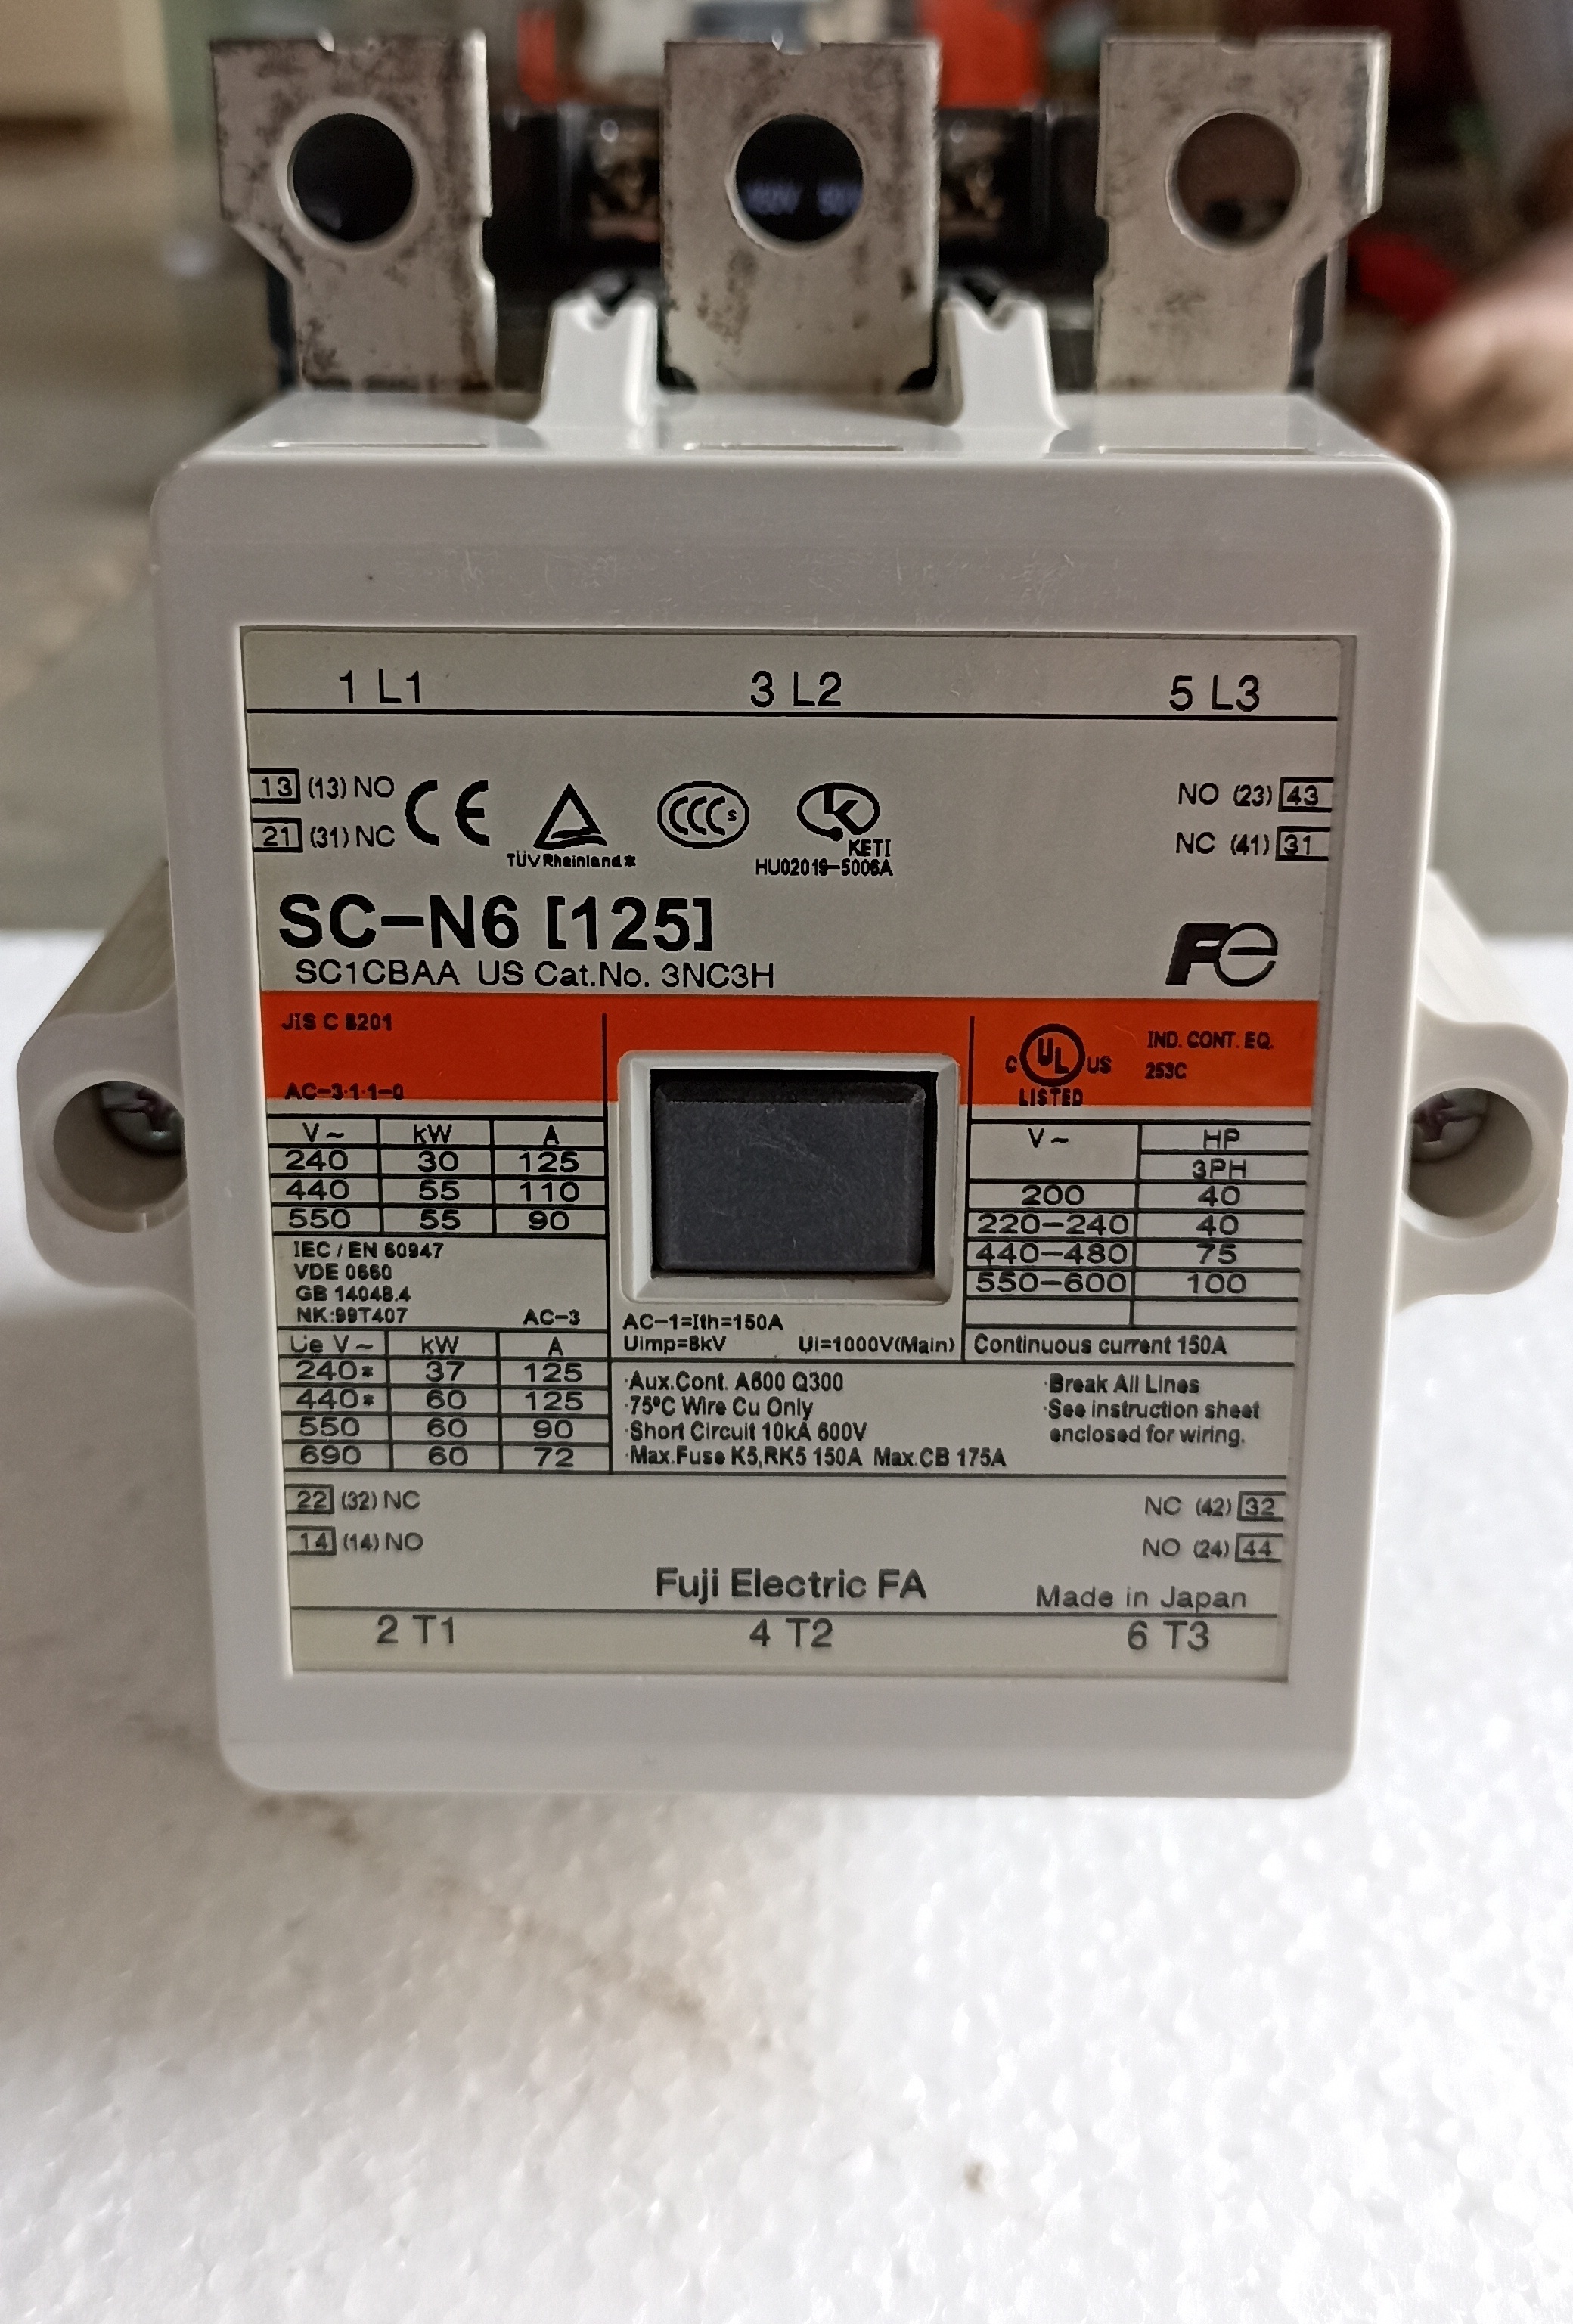 1 L1 3 L2 5 L3
13 (13) NO NO (23) 43
21 (31) NC NC (41) 31
CE
TÜVRheinland*
CCC S
K
KETI
HU02019-5006A
SC-N6 [125]
SC1CBAA US Cat.No. 3NC3H
Fe
JIS C 8201
AC-3·1·1-0
V~ kW A
240 30 125
440 55 110
550 55 90
C UL US IND. CONT. EQ.
LISTED 253C
V~ HP
3PH
200 40
220-240 40
440-480 75
550-600 100
Continuous current 150A
IEC / EN 60947
VDE 0660
GB 14048.4
NK:99T407 AC-3
Ue V~ kW A
240* 37 125
440* 60 125
550 60 90
690 60 72
AC-1=Ith=150A
Uimp=8kV Ui=1000V(Main)
·Aux.Cont. A600 Q300
·75°C Wire Cu Only
·Short Circuit 10kA 600V
·Max.Fuse K5,RK5 150A Max.CB 175A
·Break All Lines
·See instruction sheet
enclosed for wiring.
22 (32) NC NC (42) 32
14 (14) NO NO (24) 44
Fuji Electric FA Made in Japan
2 T1 4 T2 6 T3